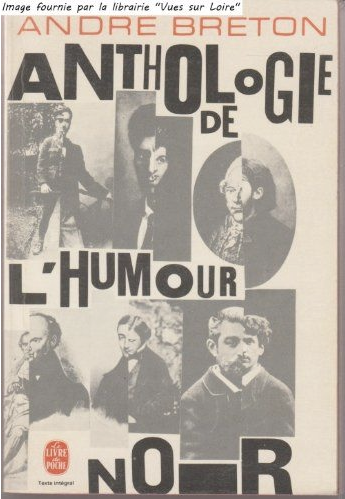 Image fournie par la librairie "Vues sur Loire"
ANDRE BRETON
ANTHOLOGIE
DE
L'HUMOUR
NOIR
Le
LIVRE
de
POCHE
Texte intégral